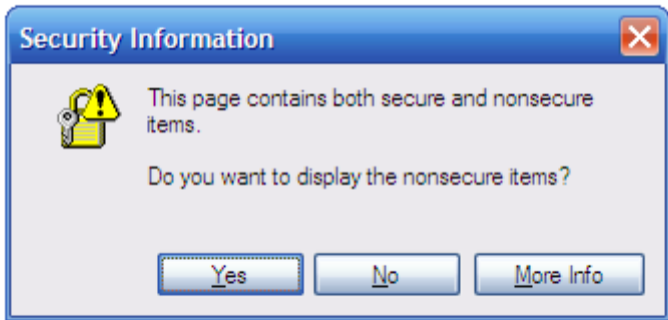 Security Information
This page contains both secure and nonsecure
items.
Do you want to display the nonsecure items?
Yes
No
More Info